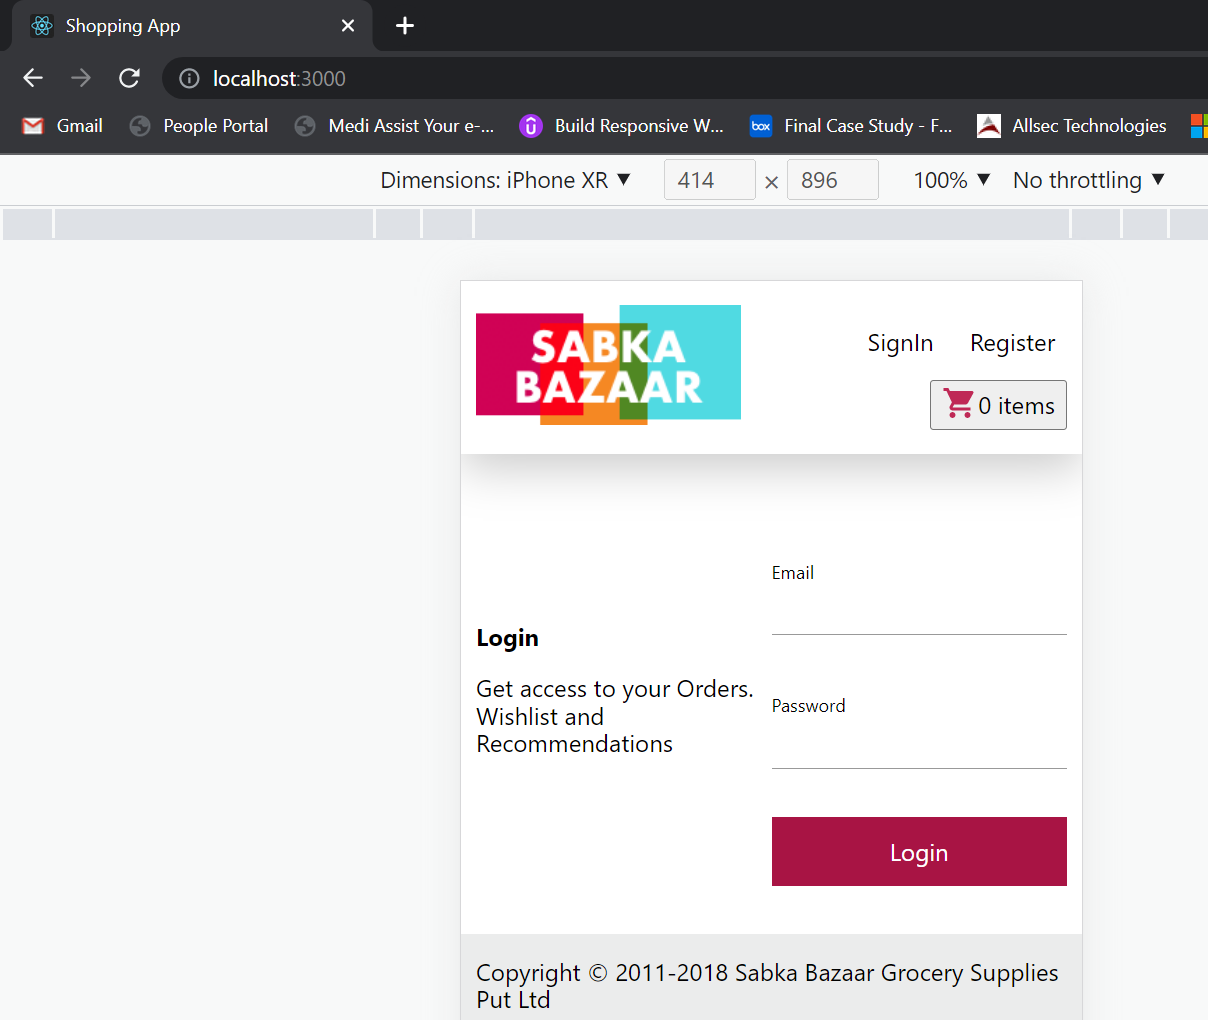 Shopping App
localhost:3000
Gmail People Portal Medi Assist Your e-... Build Responsive W... box Final Case Study - F... Allsec Technologies
Dimensions: iPhone XR 414 × 896 100% No throttling
SABKA
BAZAAR
SignIn Register
0 items
Email
Login
Get access to your Orders.
Wishlist and
Recommendations
Password
Login
Copyright © 2011-2018 Sabka Bazaar Grocery Supplies
Put Ltd